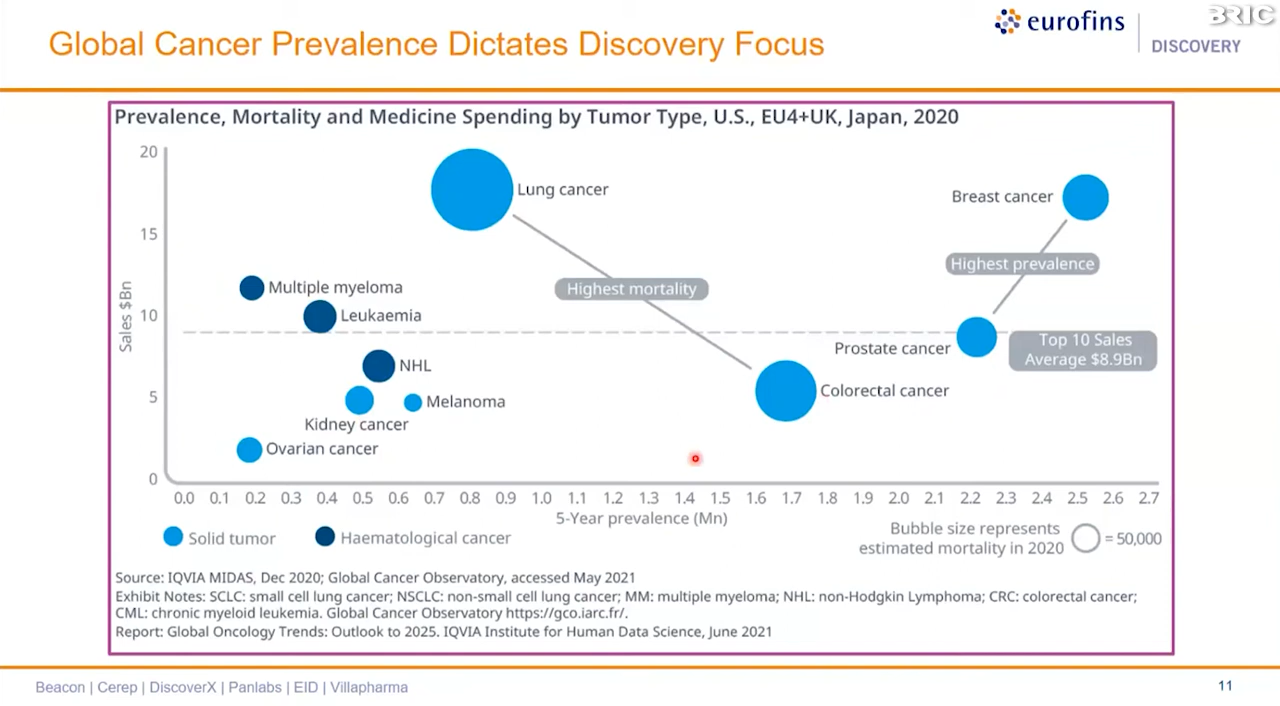 BRIC
eurofins
DISCOVERY
Global Cancer Prevalence Dictates Discovery Focus
Prevalence, Mortality and Medicine Spending by Tumor Type, U.S., EU4+UK, Japan, 2020
Sales $Bn
20
15
10
5
0
Lung cancer
Breast cancer
Highest prevalence
Multiple myeloma
Highest mortality
Leukaemia
Prostate cancer
Top 10 Sales
Average $8.9Bn
NHL
Colorectal cancer
Melanoma
Kidney cancer
Ovarian cancer
0.0 0.1 0.2 0.3 0.4 0.5 0.6 0.7 0.8 0.9 1.0 1.1 1.2 1.3 1.4 1.5 1.6 1.7 1.8 1.9 2.0 2.1 2.2 2.3 2.4 2.5 2.6 2.7
5-Year prevalence (Mn)
Solid tumor
Haematological cancer
Bubble size represents
estimated mortality in 2020
= 50,000
Source: IQVIA MIDAS, Dec 2020; Global Cancer Observatory, accessed May 2021
Exhibit Notes: SCLC: small cell lung cancer; NSCLC: non-small cell lung cancer; MM: multiple myeloma; NHL: non-Hodgkin Lymphoma; CRC: colorectal cancer;
CML: chronic myeloid leukemia. Global Cancer Observatory https://gco.iarc.fr/.
Report: Global Oncology Trends: Outlook to 2025. IQVIA Institute for Human Data Science, June 2021
Beacon | Cerep | DiscoverX | Panlabs | EID | Villapharma
11